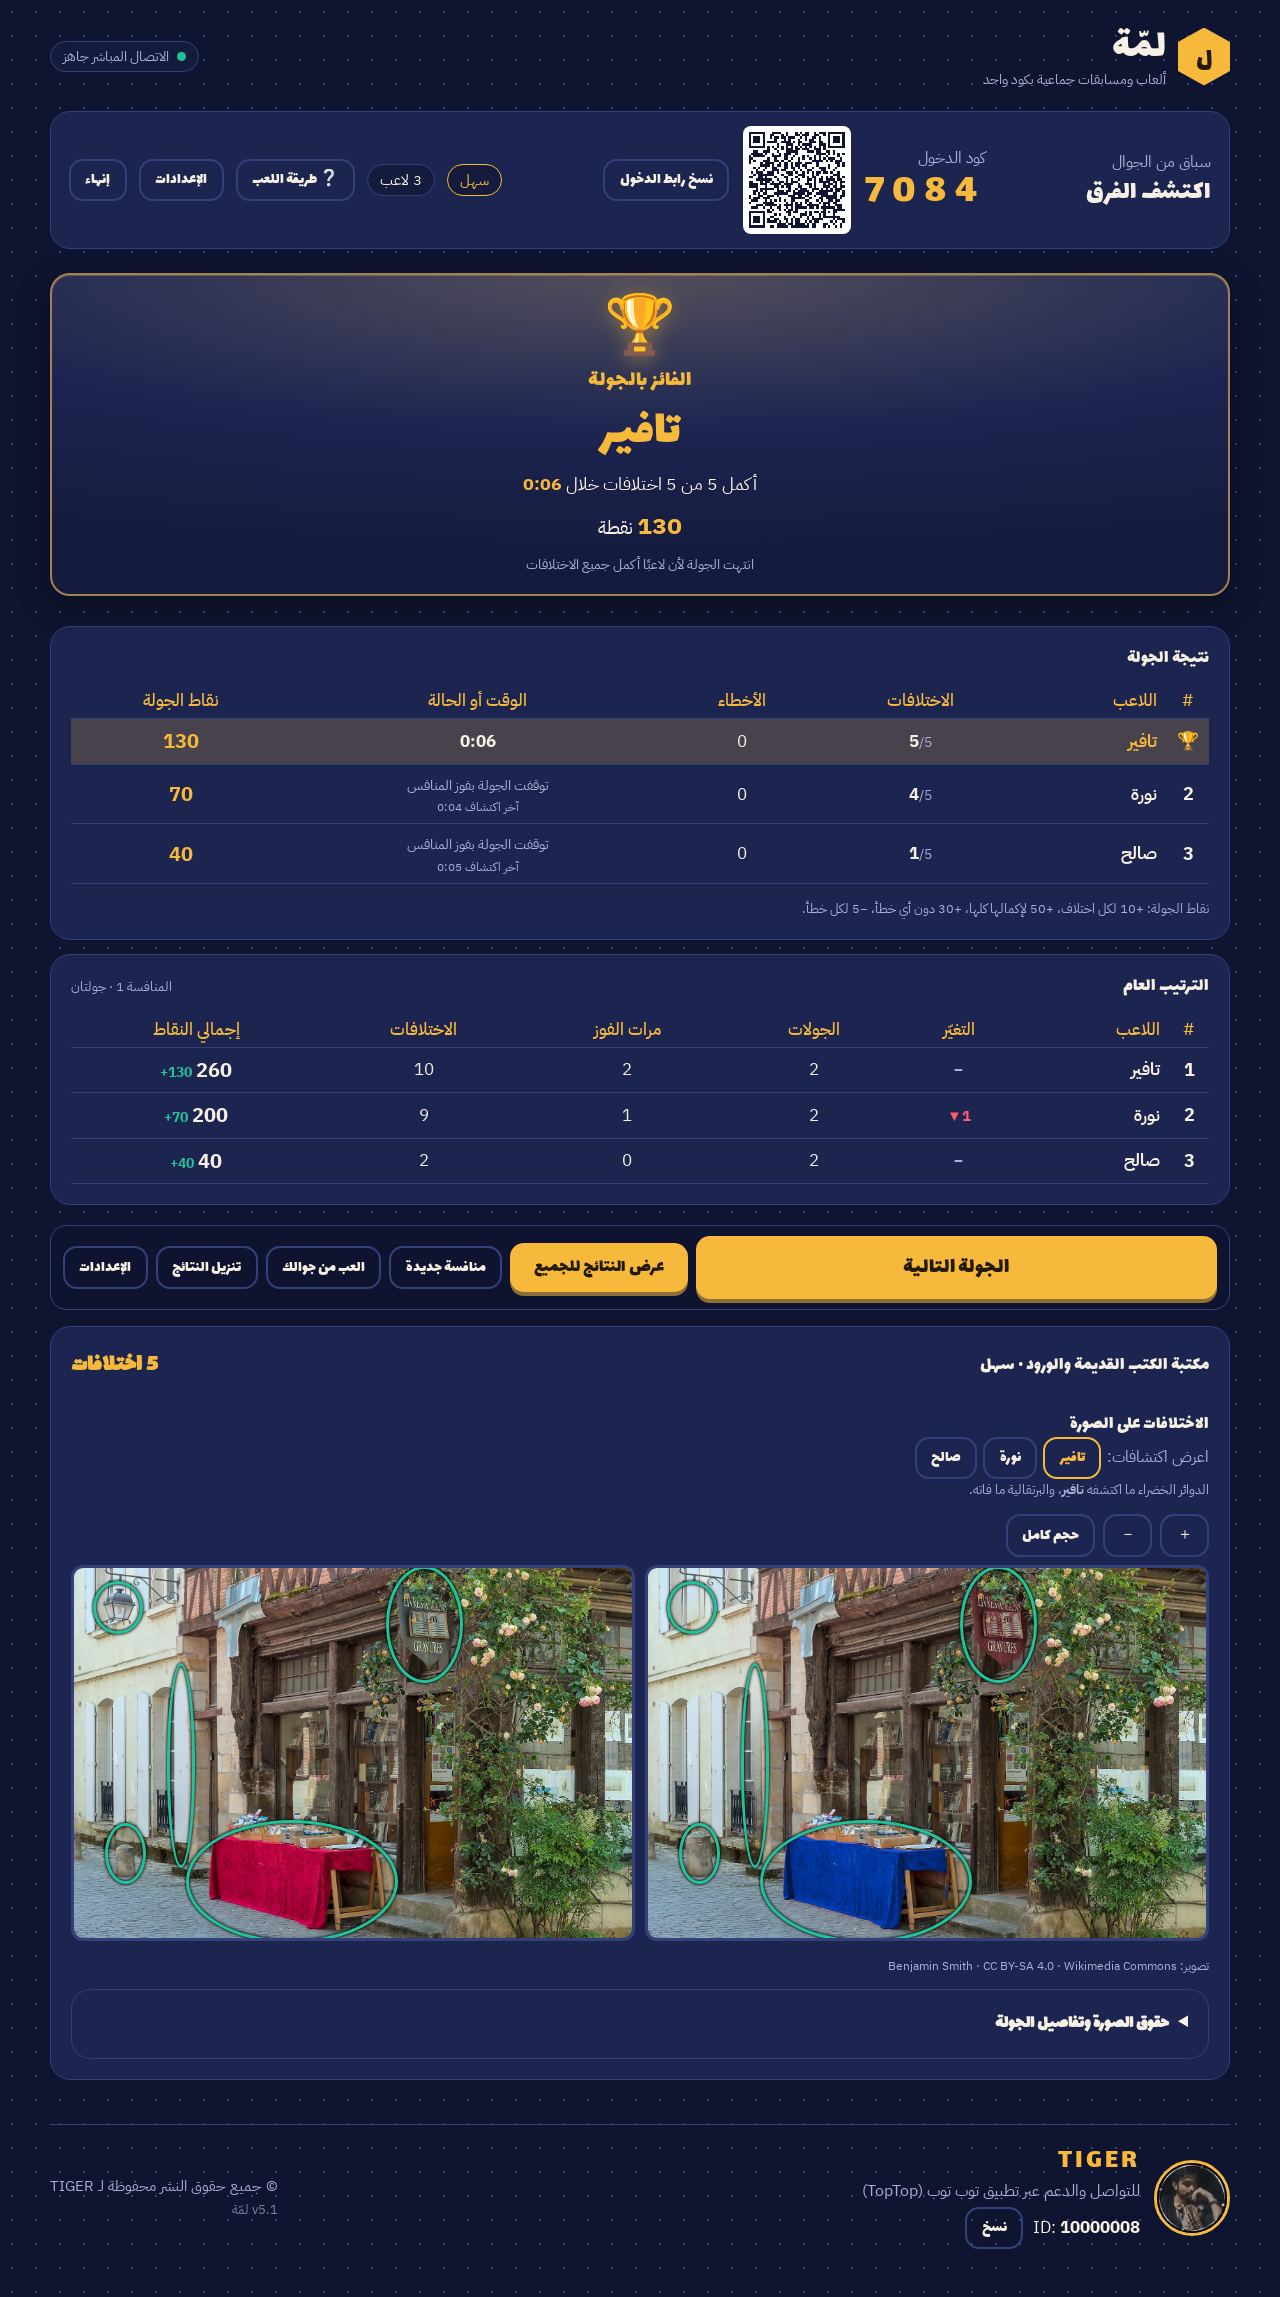 ل
لمّة
ألعاب ومسابقات جماعية بكود واحد
الاتصال المباشر جاهز
سباق من الجوال
اكتشف الفرق
كود الدخول
7084
نسخ رابط الدخول
سهل
3 لاعب
❔ طريقة اللعب
الإعدادات
إنهاء
الفائز بالجولة
تافير
أكمل 5 من 5 اختلافات خلال 0:06
130 نقطة
انتهت الجولة لأن لاعبًا أكمل جميع الاختلافات
نتيجة الجولة
# اللاعب الاختلافات الأخطاء الوقت أو الحالة نقاط الجولة
🏆 تافير 5/5 0 0:06 130
2 نورة 4/5 0 توقفت الجولة بفوز المنافس 70
آخر اكتشاف 0:04
3 صالح 1/5 0 توقفت الجولة بفوز المنافس 40
آخر اكتشاف 0:05
نقاط الجولة: +10 لكل اختلاف، +50 لإكمالها كلها، +30 دون أي خطأ، −5 لكل خطأ.
الترتيب العام
المنافسة 1 · جولتان
# اللاعب التغيّر الجولات مرات الفوز الاختلافات إجمالي النقاط
1 تافير – 2 2 10 260 +130
2 نورة ▼1 2 1 9 200 +70
3 صالح – 2 0 2 40 +40
الجولة التالية
عرض النتائج للجميع
منافسة جديدة
العب من جوالك
تنزيل النتائج
الإعدادات
مكتبة الكتب القديمة والورود · سهل
5 اختلافات
الاختلافات على الصورة
اعرض اكتشافات:
تافير
نورة
صالح
الدوائر الخضراء ما اكتشفه تافير، والبرتقالية ما فاته.
+
−
حجم كامل
GRAVURES
GRAVURES
تصوير: Benjamin Smith · CC BY-SA 4.0 · Wikimedia Commons
◀ حقوق الصورة وتفاصيل الجولة
TIGER
للتواصل والدعم عبر تطبيق توب توب (TopTop)
ID: 10000008
نسخ
© جميع حقوق النشر محفوظة لـ TIGER
لمّة v5.1